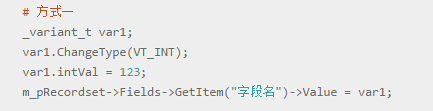 # 方式一
_variant_t var1;
var1.ChangeType(VT_INT);
var1.intVal = 123;
m_pRecordset->Fields->GetItem("字段名")->Value = var1;